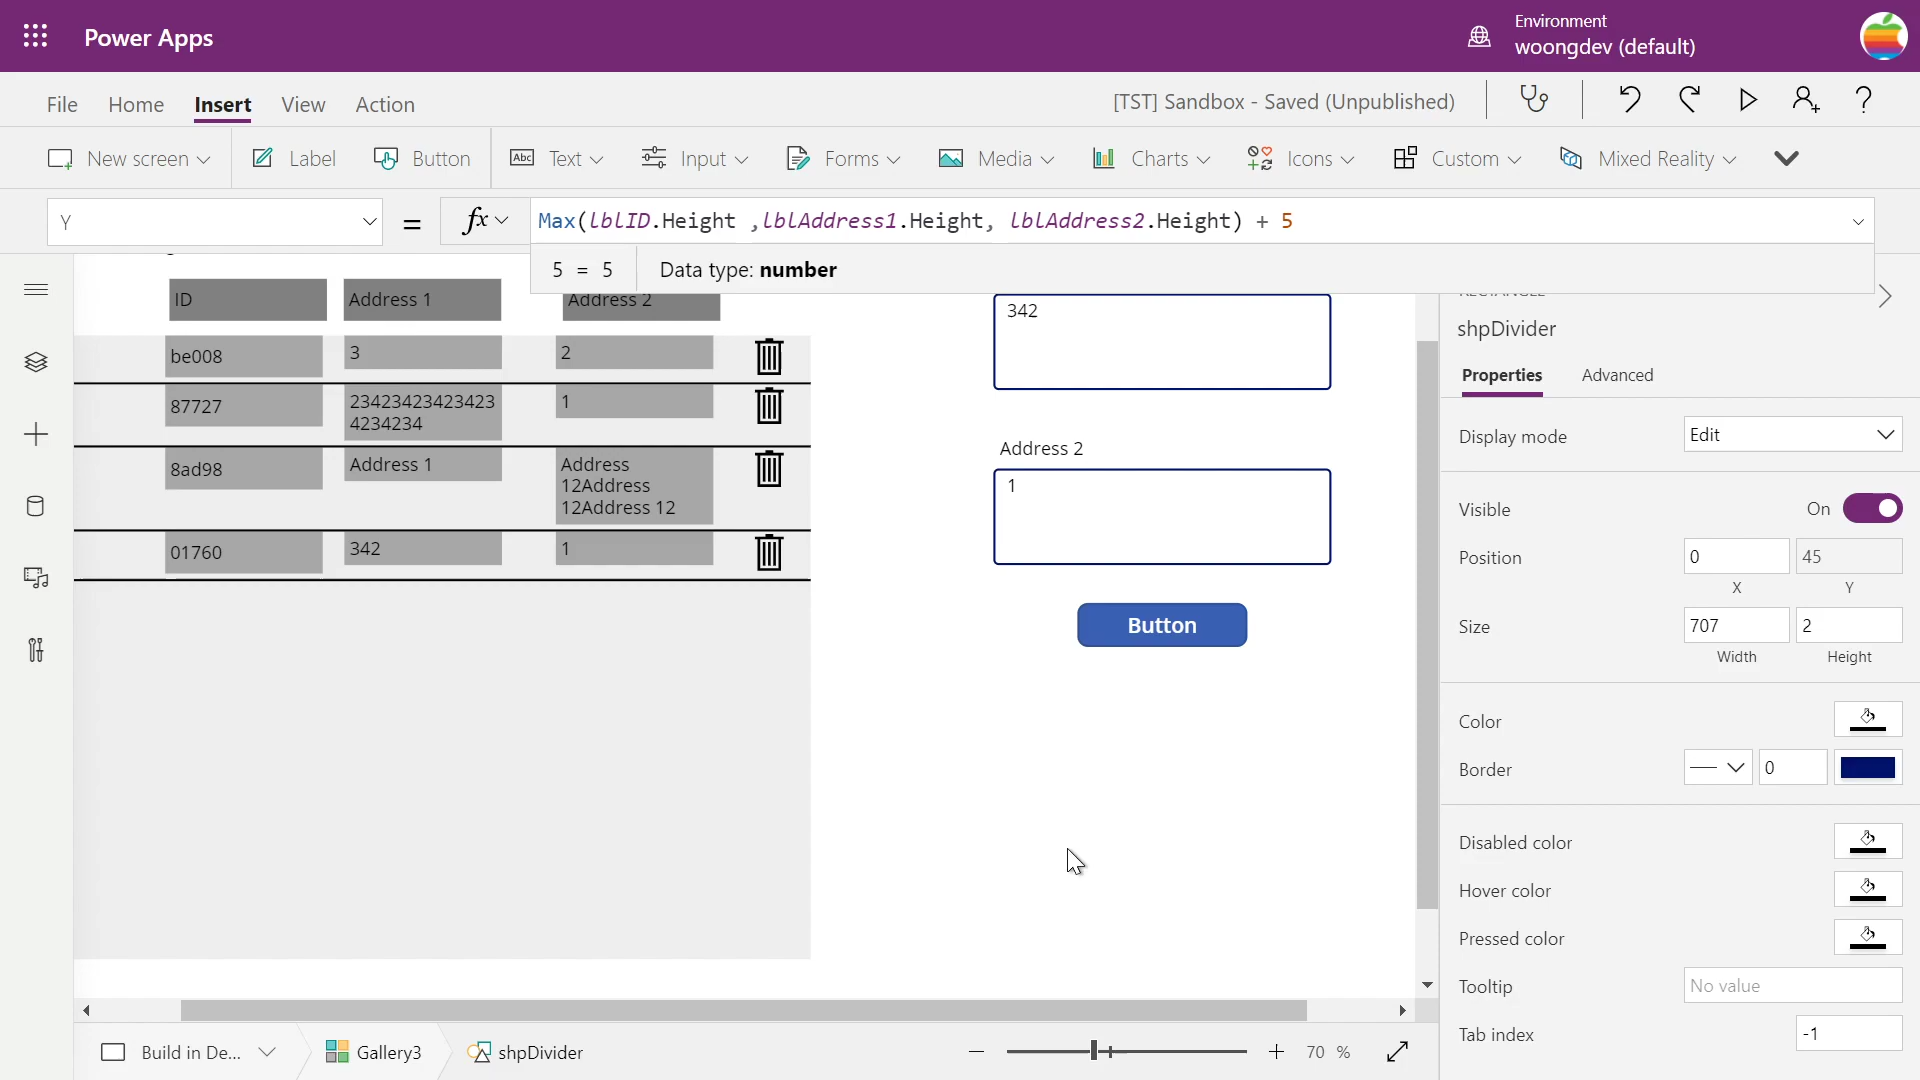 Power Apps
Environment
woongdev (default)
File
Home
Insert
View
Action
[TST] Sandbox - Saved (Unpublished)
New screen
Label
Button
Text
Input
Forms
Media
Charts
Icons
Custom
Mixed Reality
Y
=
fx
Max(lblID.Height ,lblAddress1.Height, lblAddress2.Height) + 5
5 = 5
Data type: number
ID
Address 1
Address 2
be008
3
2
87727
23423423423423
4234234
1
8ad98
Address 1
Address
12Address
12Address 12
01760
342
1
342
Address 2
1
Button
shpDivider
Properties
Advanced
Display mode
Edit
Visible
On
Position
0
45
X
Y
Size
707
2
Width
Height
Color
Border
0
Disabled color
Hover color
Pressed color
Tooltip
No value
Tab index
-1
Build in De...
Gallery3
shpDivider
70 %